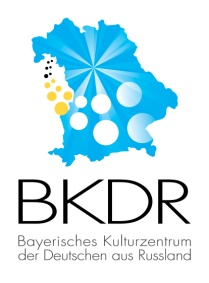 BKDR
Bayerisches Kulturzentrum
der Deutschen aus Russland